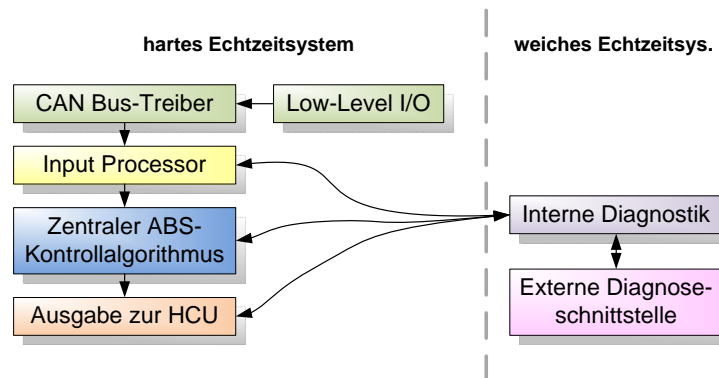 hartes Echtzeitsystem
weiches Echtzeitsys.
CAN Bus-Treiber
Low-Level I/O
Input Processor
Zentraler ABS-
Kontrollalgorithmus
Ausgabe zur HCU
Interne Diagnostik
Externe Diagnose-
schnittstelle